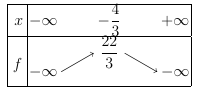 x −∞ −4/3 +∞
f −∞ 22/3 −∞